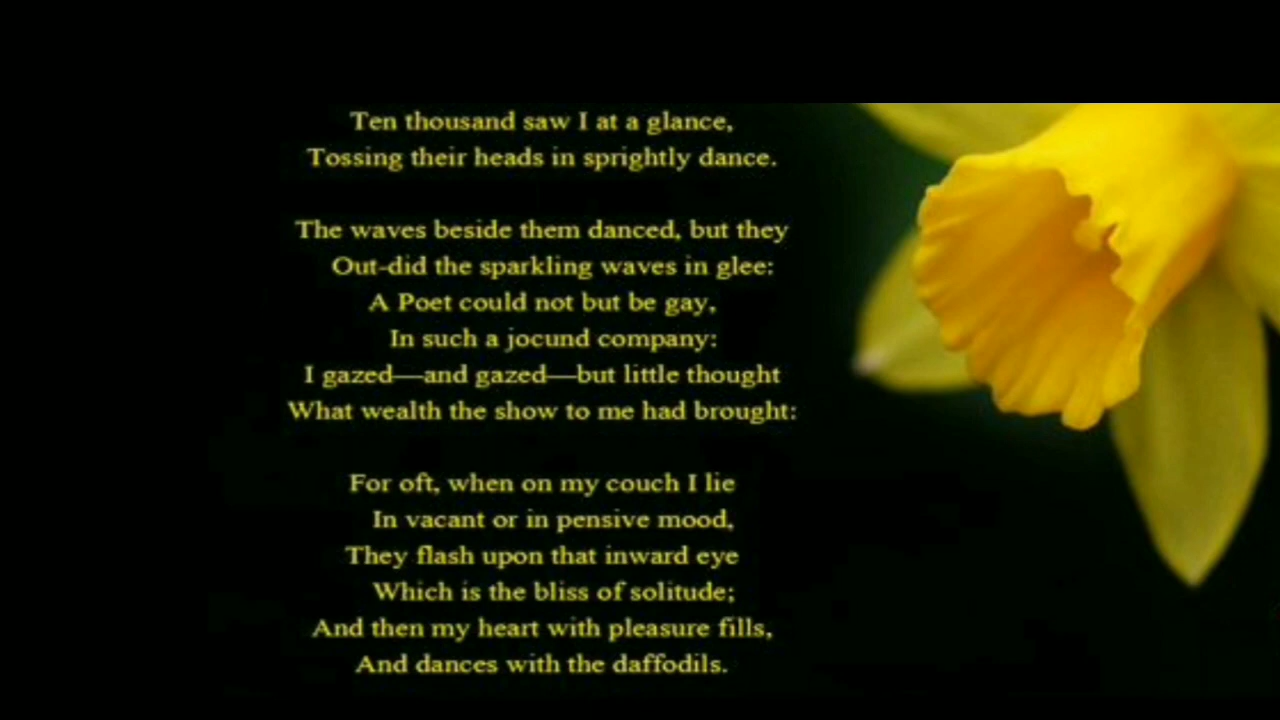 Ten thousand saw I at a glance,
Tossing their heads in sprightly dance.
The waves beside them danced, but they
Out-did the sparkling waves in glee:
A Poet could not but be gay,
In such a jocund company:
I gazed—and gazed—but little thought
What wealth the show to me had brought:
For oft, when on my couch I lie
In vacant or in pensive mood,
They flash upon that inward eye
Which is the bliss of solitude;
And then my heart with pleasure fills,
And dances with the daffodils.